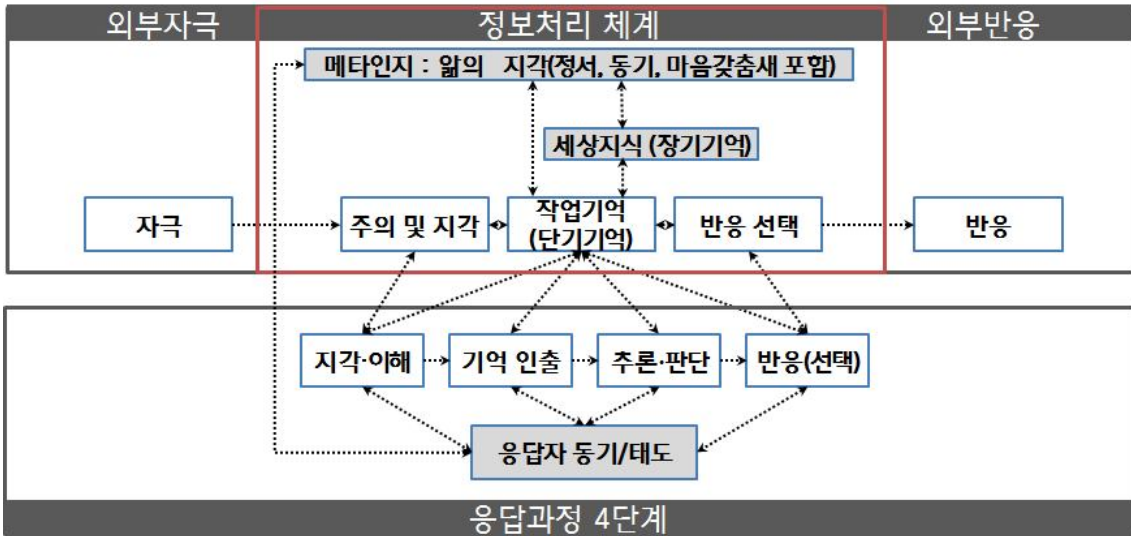 외부자극
정보처리 체계
외부반응
메타인지 : 앎의 지각(정서, 동기, 마음갖춤새 포함)
세상지식 (장기기억)
자극
주의 및 지각
작업기억
(단기기억)
반응 선택
반응
지각·이해
기억 인출
추론·판단
반응(선택)
응답자 동기/태도
응답과정 4단계